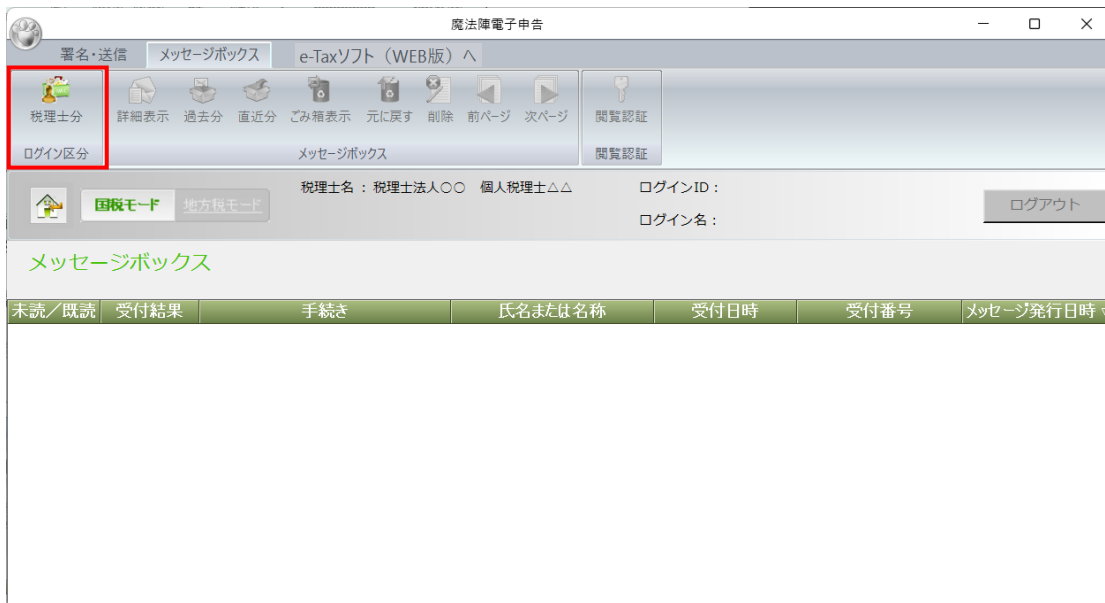 魔法陣電子申告
署名・送信 メッセージボックス e-Taxソフト（WEB版）へ
税理士分 詳細表示 過去分 直近分 ごみ箱表示 元に戻す 削除 前ページ 次ページ 閲覧認証
ログイン区分 メッセージボックス 閲覧認証
税理士名 : 税理士法人○○ 個人税理士△△ ログインID :
国税モード 地方税モード ログアウト
ログイン名 :
メッセージボックス
未読／既読 受付結果 手続き 氏名または名称 受付日時 受付番号 メッセージ発行日時